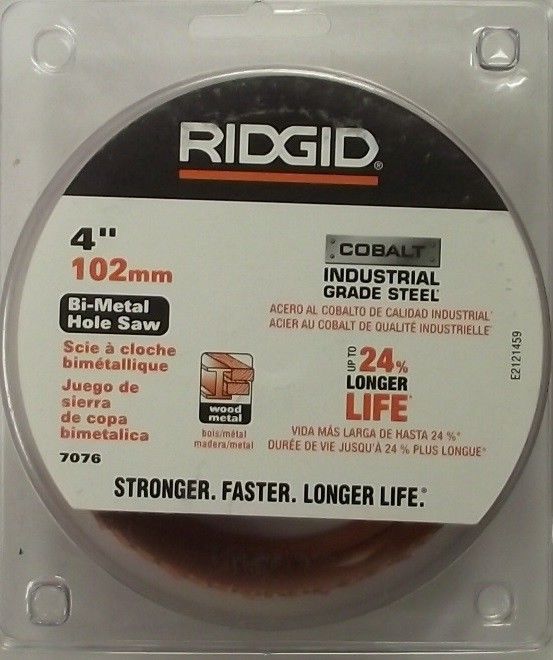 RIDGID®
4"
102mm
Bi-Metal
Hole Saw
Scie à cloche
bimétallique
Juego de
sierra
de copa
bimetalica
7076
wood
metal
bois/métal
madera/metal
COBALT
INDUSTRIAL
GRADE STEEL*
ACERO AL COBALTO DE CALIDAD INDUSTRIAL*
ACIER AU COBALT DE QUALITÉ INDUSTRIELLE*
UP TO
24%
LONGER
LIFE*
VIDA MÁS LARGA DE HASTA 24 %*
DURÉE DE VIE JUSQU'À 24 % PLUS LONGUE*
E2121459
STRONGER. FASTER. LONGER LIFE.®